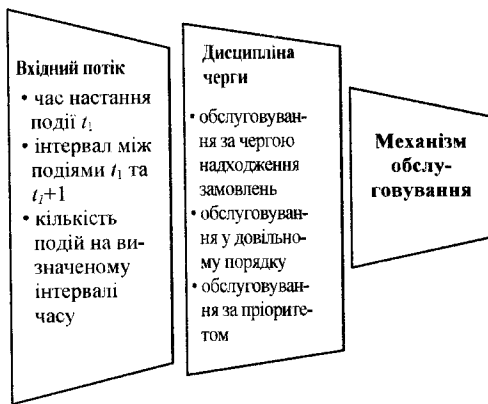 Вхідний потік
• час настання
події t₁
• інтервал між
подіями t₁ та
t₁+1
• кількість
подій на ви-
значеному
інтервалі
часу
Дисципліна
черги
• обслуговуван-
ня за чергою
надходження
замовлень
• обслуговуван-
ня у довільно-
му порядку
• обслуговуван-
ня за пріорите-
том
Механізм
обслу-
говування